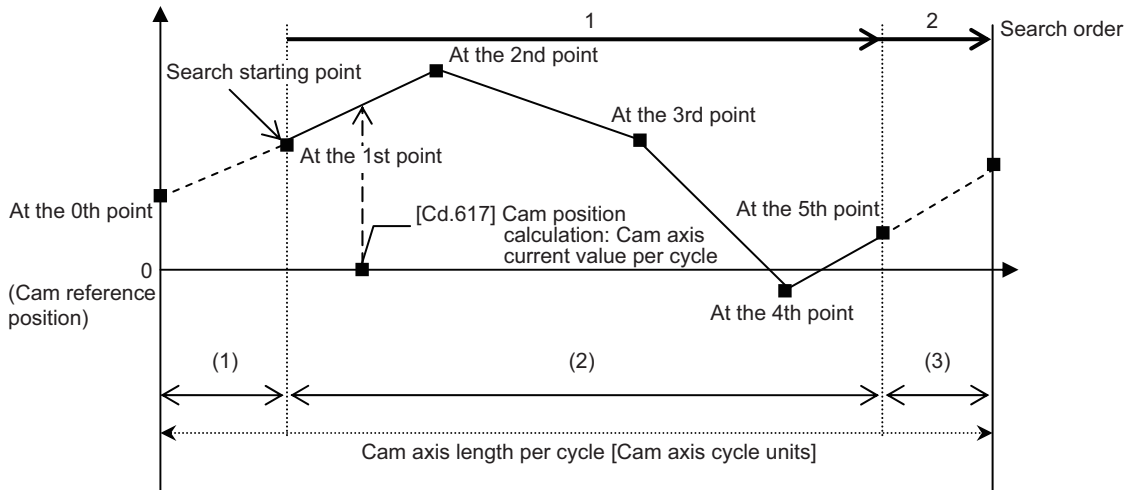 1
2
Search order
At the 2nd point
Search starting point
At the 3rd point
At the 1st point
At the 0th point
[Cd.617] Cam position
calculation: Cam axis
current value per cycle
At the 5th point
0
(Cam reference
position)
At the 4th point
(1)
(2)
(3)
Cam axis length per cycle [Cam axis cycle units]